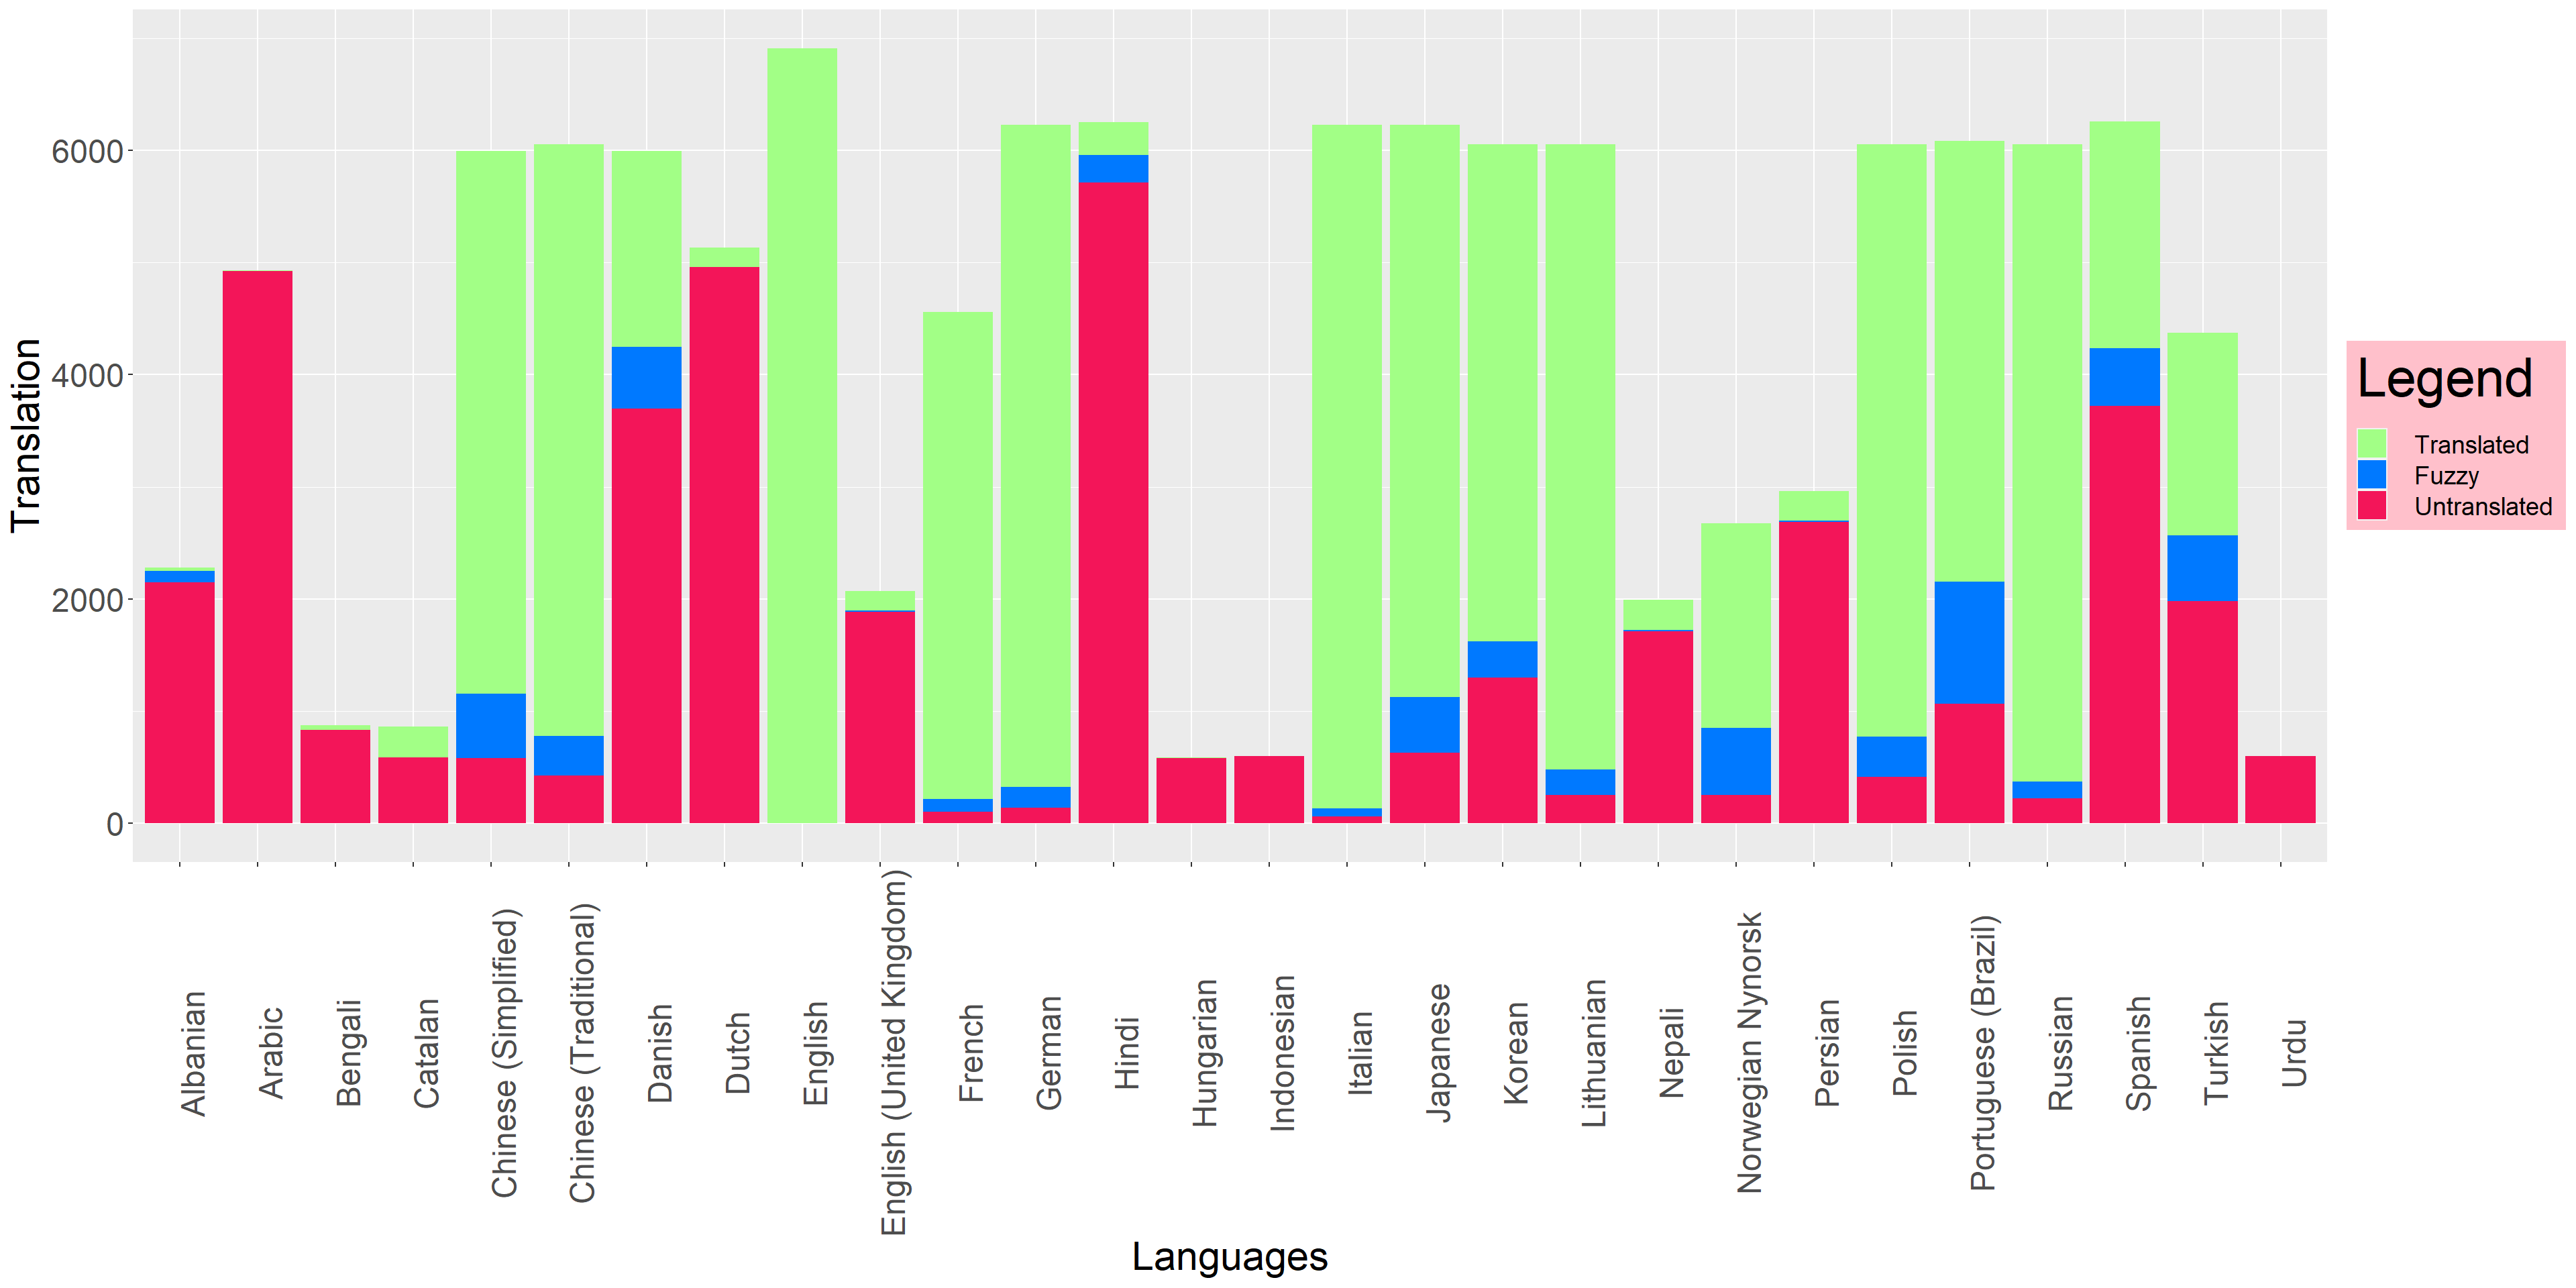 Translation
6000
4000
2000
0
Albanian
Arabic
Bengali
Catalan
Chinese (Simplified)
Chinese (Traditional)
Danish
Dutch
English
English (United Kingdom)
French
German
Hindi
Hungarian
Indonesian
Italian
Japanese
Korean
Lithuanian
Nepali
Norwegian Nynorsk
Persian
Polish
Portuguese (Brazil)
Russian
Spanish
Turkish
Urdu
Languages
Legend
Translated
Fuzzy
Untranslated